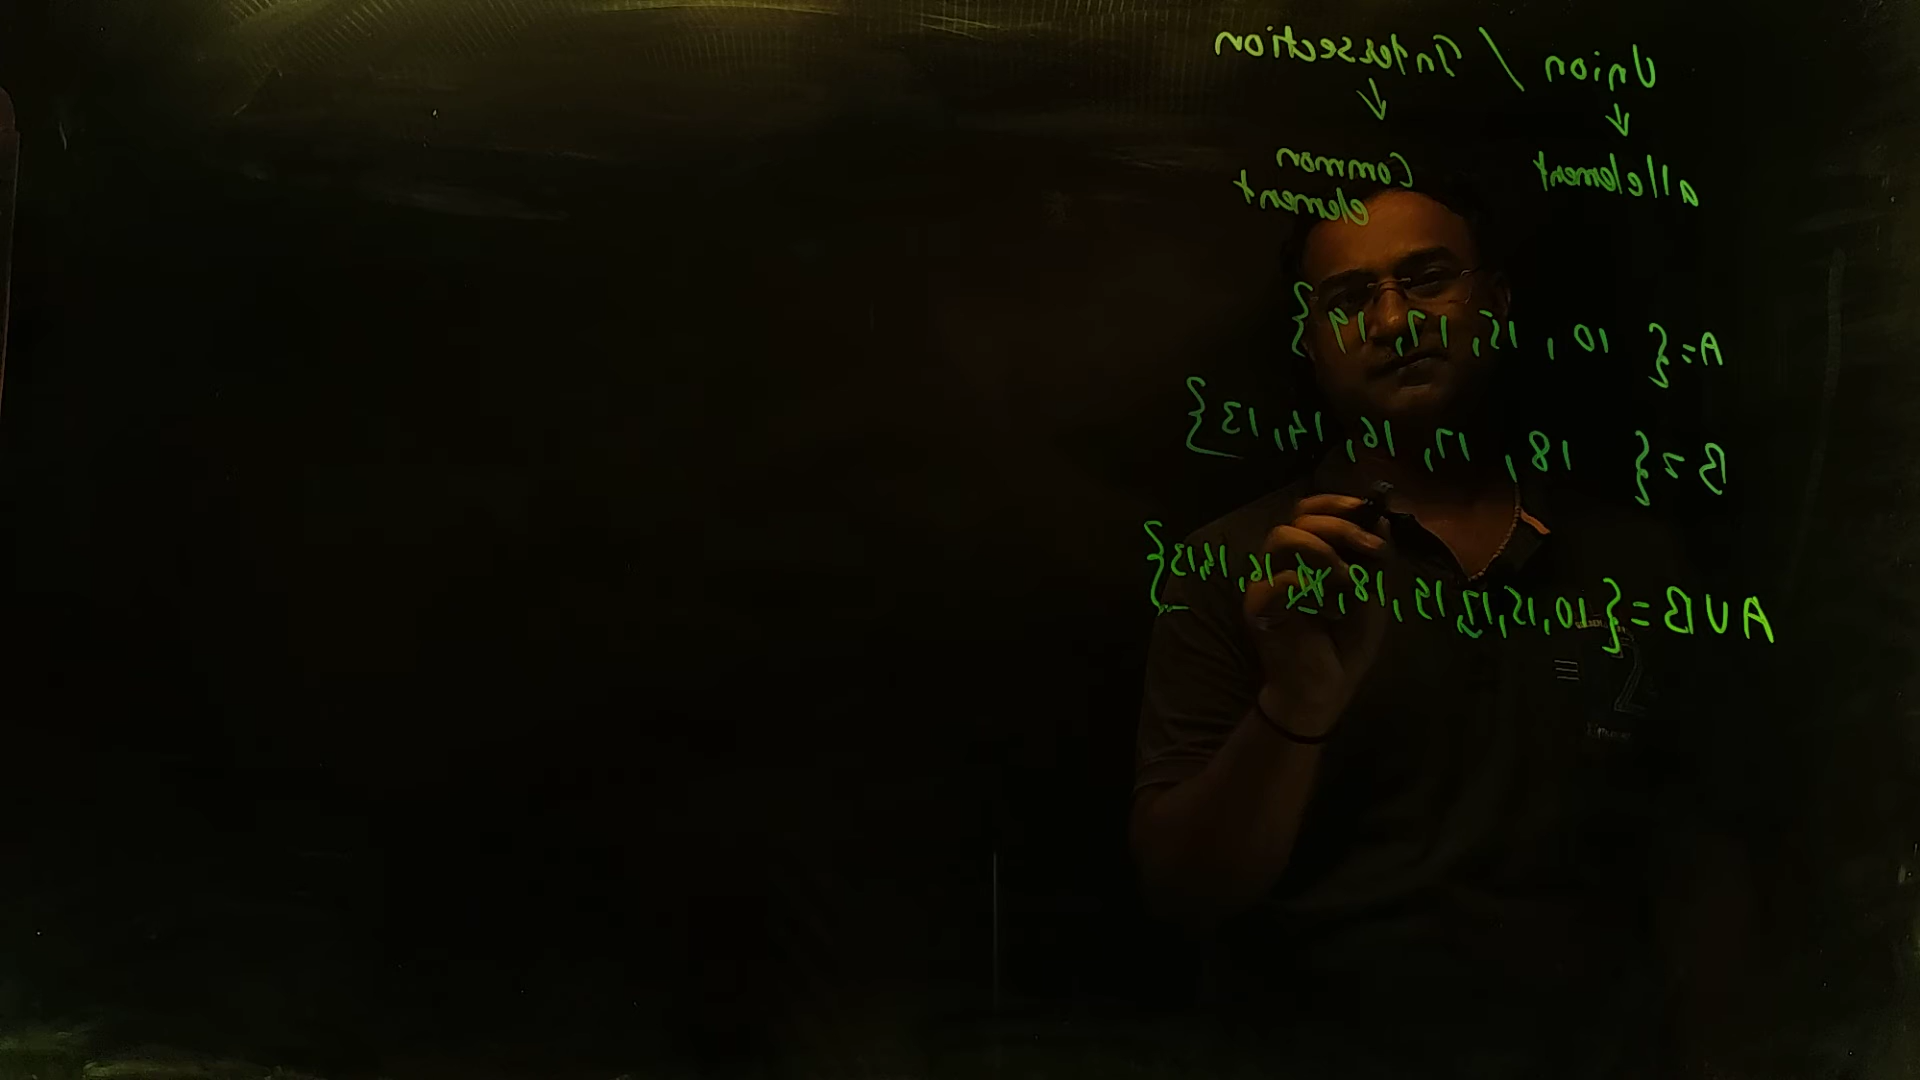 Union / Intersection
↓ ↓
all element Common element
A = { 10, 15, 17, 19 }
B = { 18, 17, 16, 14, 13 }
A ∪ B = { 10, 15, 17, 19, 18, 16, 14, 13 }
2